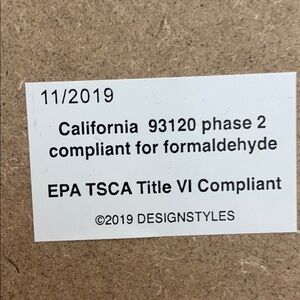 11/2019
California 93120 phase 2
compliant for formaldehyde
EPA TSCA Title VI Compliant
©2019 DESIGNSTYLES